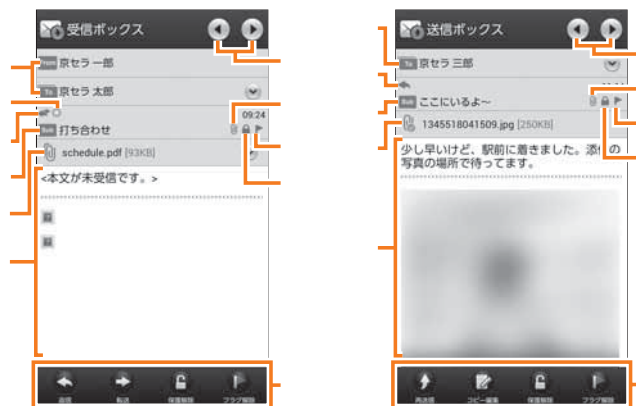 受信ボックス
From 京セラ 一郎
To 京セラ 太郎
09:24
Sub 打ち合わせ
schedule.pdf [93KB]
<本文が未受信です。>
返信
転送
保護解除
フラグ解除
送信ボックス
To 京セラ 三郎
Sub ここにいるよ～
1345518041509.jpg [250KB]
少し早いけど、駅前に着きました。添付の
写真の場所で待ってます。
再送信
コピー編集
保護解除
フラグ解除